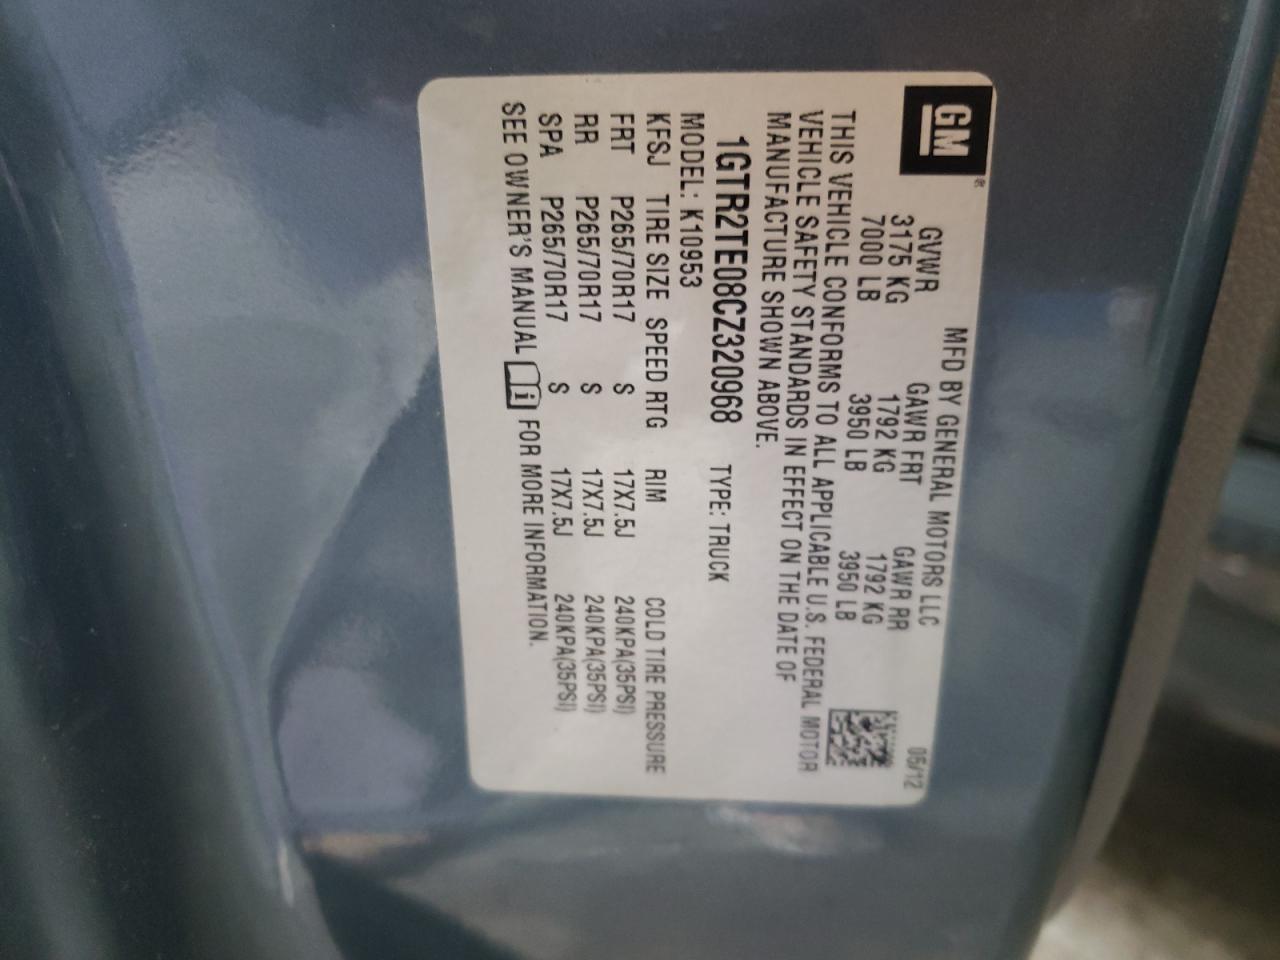 GM
MFD BY GENERAL MOTORS LLC 06/12
GVWR GAWR FRT GAWR RR
3175 KG 1792 KG 1792 KG
7000 LB 3950 LB 3950 LB
THIS VEHICLE CONFORMS TO ALL APPLICABLE U.S. FEDERAL MOTOR
VEHICLE SAFETY STANDARDS IN EFFECT ON THE DATE OF
MANUFACTURE SHOWN ABOVE.
1GTR2TE08CZ320968 TYPE: TRUCK
MODEL: K10953
KFSJ TIRE SIZE SPEED RTG RIM COLD TIRE PRESSURE
FRT P265/70R17 S 17X7.5J 240KPA(35PSI)
RR P265/70R17 S 17X7.5J 240KPA(35PSI)
SPA P265/70R17 S 17X7.5J 240KPA(35PSI)
SEE OWNER'S MANUAL i FOR MORE INFORMATION.